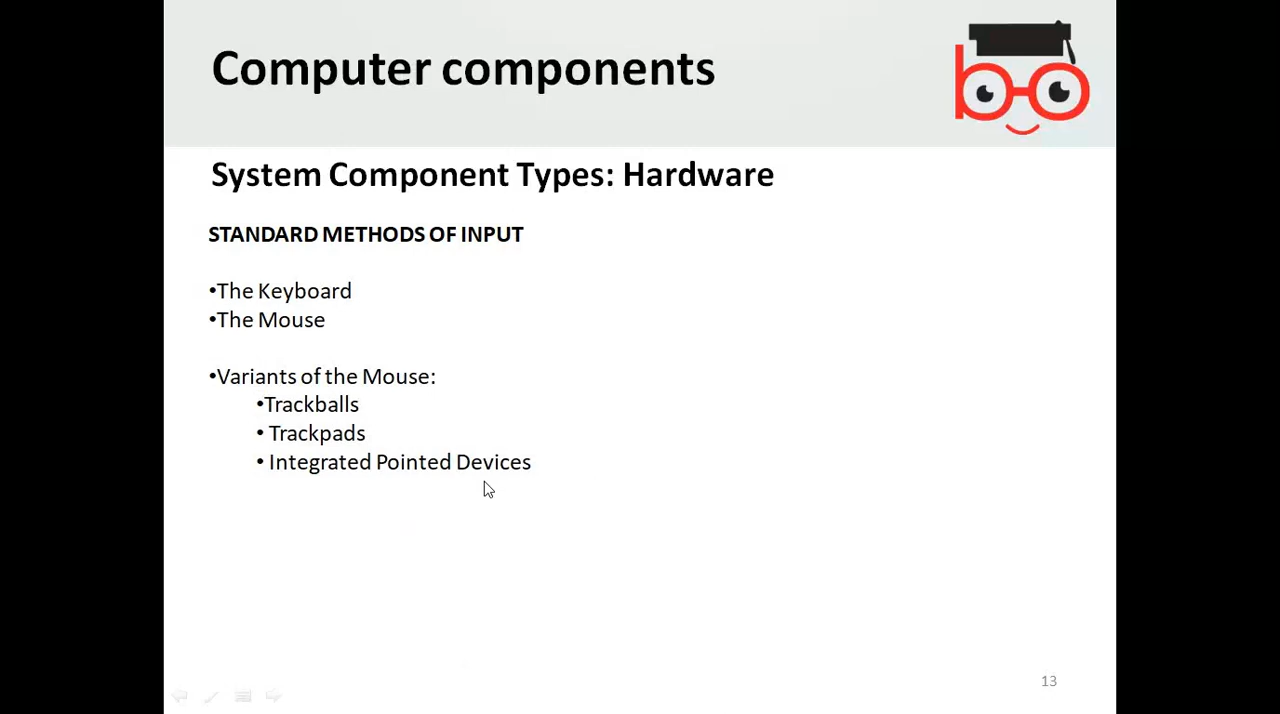 Computer components
System Component Types: Hardware
STANDARD METHODS OF INPUT
•The Keyboard
•The Mouse
•Variants of the Mouse:
•Trackballs
• Trackpads
• Integrated Pointed Devices
13